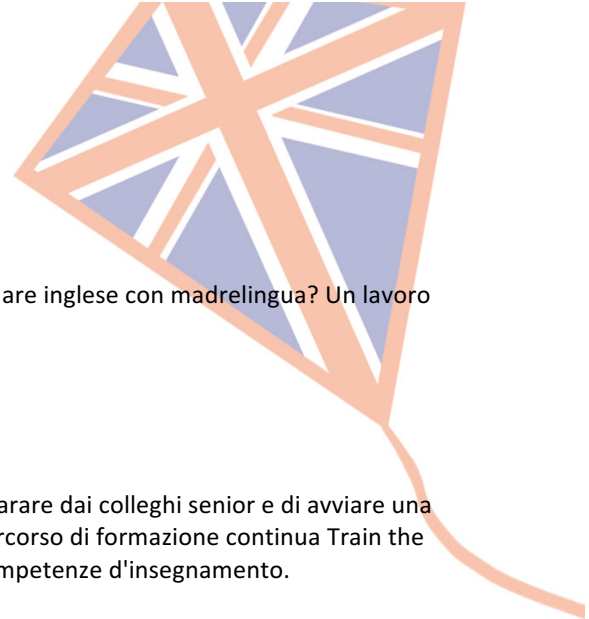 are inglese con madrelingua? Un lavoro
arare dai colleghi senior e di avviare una
rcorso di formazione continua Train the
mpetenze d'insegnamento.